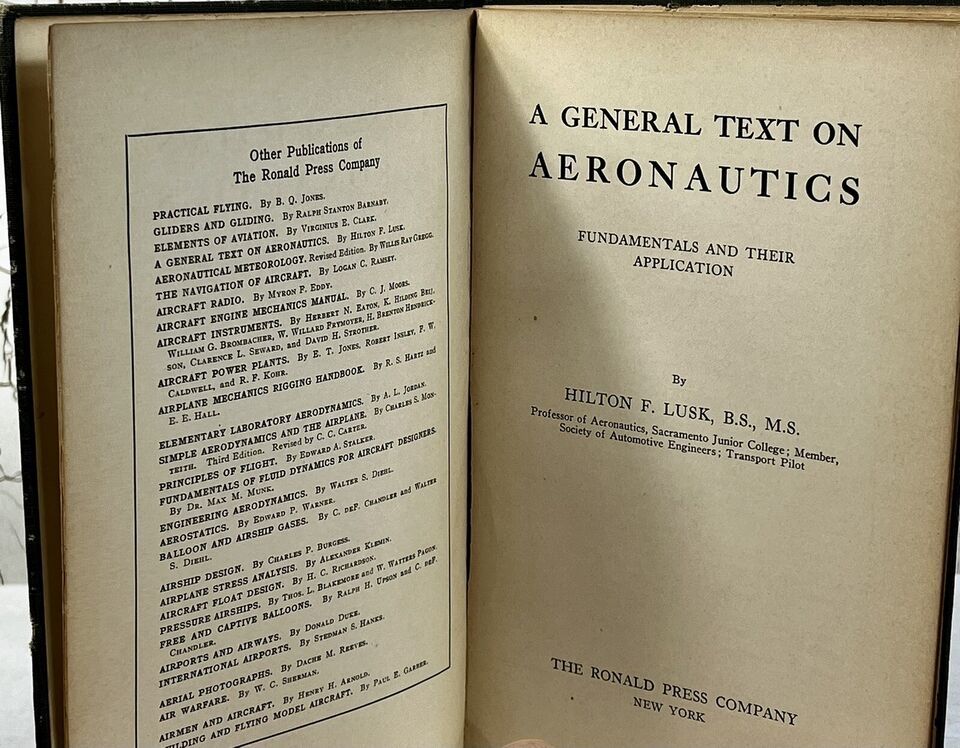 Other Publications of
The Ronald Press Company
PRACTICAL FLYING. By B. Q. Jones.
GLIDERS AND GLIDING. By Ralph Stanton Barnaby.
ELEMENTS OF AVIATION. By Virginius E. Clark.
A GENERAL TEXT ON AERONAUTICS. By Hilton F. Lusk.
AERONAUTICAL METEOROLOGY. Revised Edition. By Willis Ray Gregg.
THE NAVIGATION OF AIRCRAFT. By Logan C. Ramsey.
AIRCRAFT RADIO. By Myron F. Eddy.
AIRCRAFT ENGINE MECHANICS MANUAL. By C. J. Moors.
AIRCRAFT INSTRUMENTS. By Herbert N. Eaton, K. Hilding Beij,
William G. Brombacher, W. Willard Frymoyer, H. Brenton Hendrick-
son, Clarence L. Seward, and David H. Strother.
AIRCRAFT POWER PLANTS. By E. T. Jones, Robert Insley, F. W.
Caldwell, and R. F. Kohr.
AIRPLANE MECHANICS RIGGING HANDBOOK. By R. S. Hartz and
E. E. Hall.
ELEMENTARY LABORATORY AERODYNAMICS. By A. L. Jordan.
SIMPLE AERODYNAMICS AND THE AIRPLANE. By Charles S. Mon-
teith. Third Edition. Revised by C. C. Carter.
PRINCIPLES OF FLIGHT. By Edward A. Stalker.
FUNDAMENTALS OF FLUID DYNAMICS FOR AIRCRAFT DESIGNERS.
By Dr. Max M. Munk.
ENGINEERING AERODYNAMICS. By Walter S. Diehl.
AEROSTATICS. By Edward P. Warner.
BALLOON AND AIRSHIP GASES. By C. deF. Chandler and Walter
S. Diehl.
AIRSHIP DESIGN. By Charles P. Burgess.
AIRPLANE STRESS ANALYSIS. By Alexander Klemin.
AIRCRAFT FLOAT DESIGN. By H. C. Richardson.
PRESSURE AIRSHIPS. By Thos. L. Blakemore and W. Watters Pagon.
FREE AND CAPTIVE BALLOONS. By Ralph H. Upson and C. deF.
Chandler.
AIRPORTS AND AIRWAYS. By Donald Duke.
INTERNATIONAL AIRPORTS. By Stedman S. Hanks.
AERIAL PHOTOGRAPHS. By Dache M. Reeves.
AIR WARFARE. By W. C. Sherman.
AIRMEN AND AIRCRAFT. By Henry H. Arnold.
AND FLYING MODEL AIRCRAFT. By Paul E. Garber.
A GENERAL TEXT ON
AERONAUTICS
FUNDAMENTALS AND THEIR
APPLICATION
By
HILTON F. LUSK, B.S., M.S.
Professor of Aeronautics, Sacramento Junior College; Member,
Society of Automotive Engineers; Transport Pilot
THE RONALD PRESS COMPANY
NEW YORK